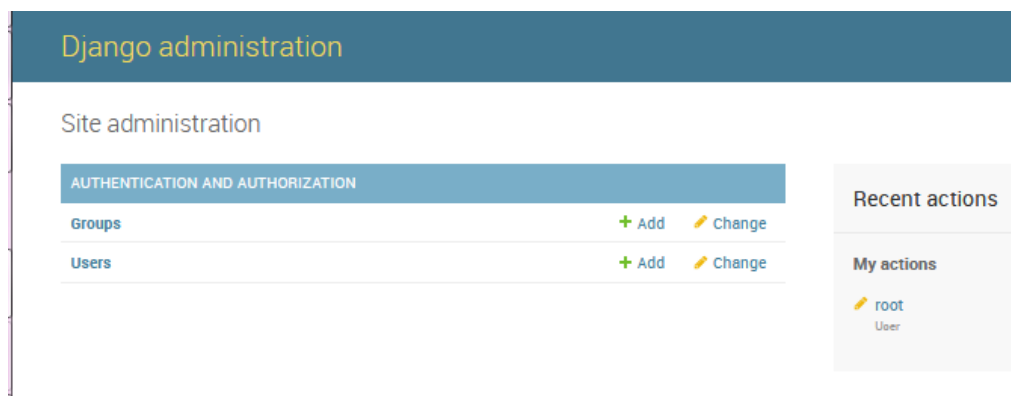 Django administration
Site administration
AUTHENTICATION AND AUTHORIZATION
Groups Add Change
Users Add Change
Recent actions
My actions
root
User